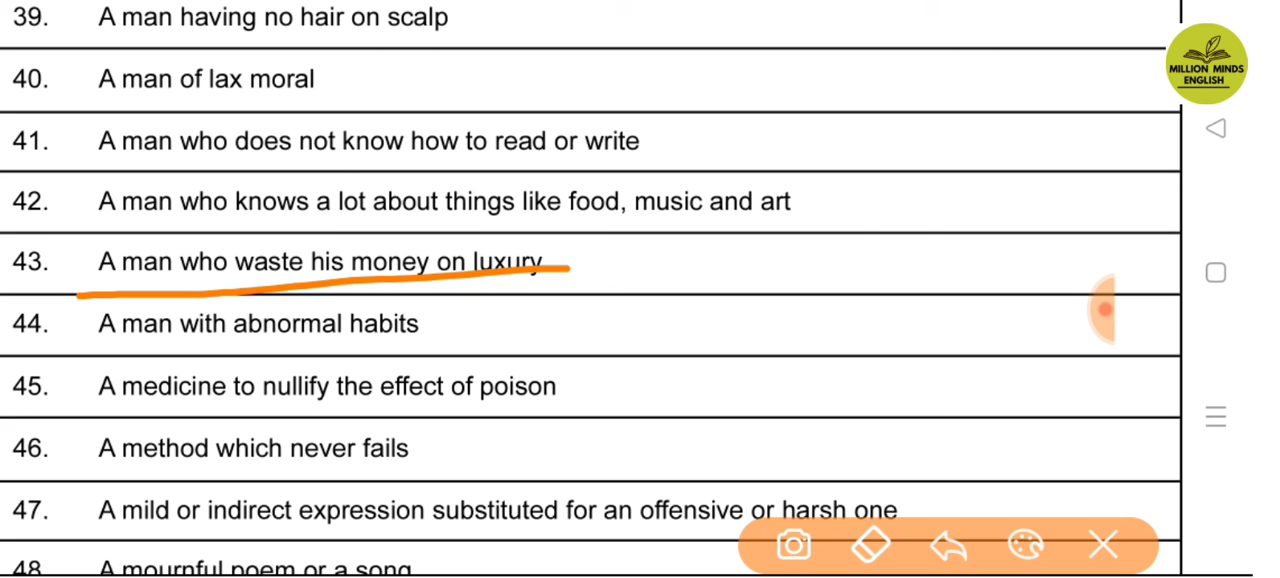 39. A man having no hair on scalp
40. A man of lax moral
MILLION MINDS
ENGLISH
41. A man who does not know how to read or write
42. A man who knows a lot about things like food, music and art
43. A man who waste his money on luxury
44. A man with abnormal habits
45. A medicine to nullify the effect of poison
46. A method which never fails
47. A mild or indirect expression substituted for an offensive or harsh one
48 A mournful poem or a song